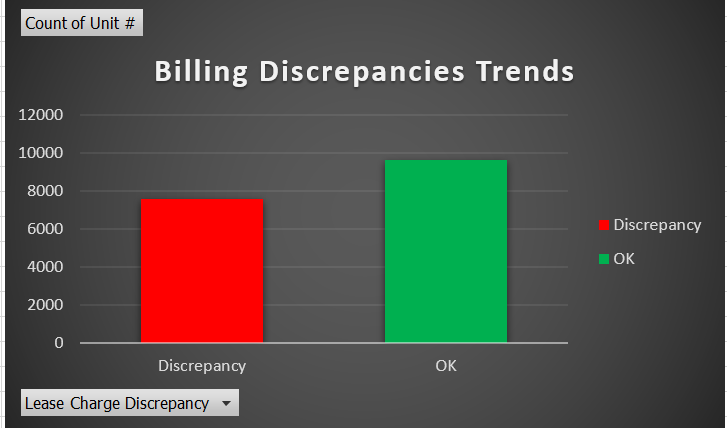 Count of Unit #
Billing Discrepancies Trends
12000
10000
8000
6000
4000
2000
0
Discrepancy
OK
Discrepancy
OK
Lease Charge Discrepancy